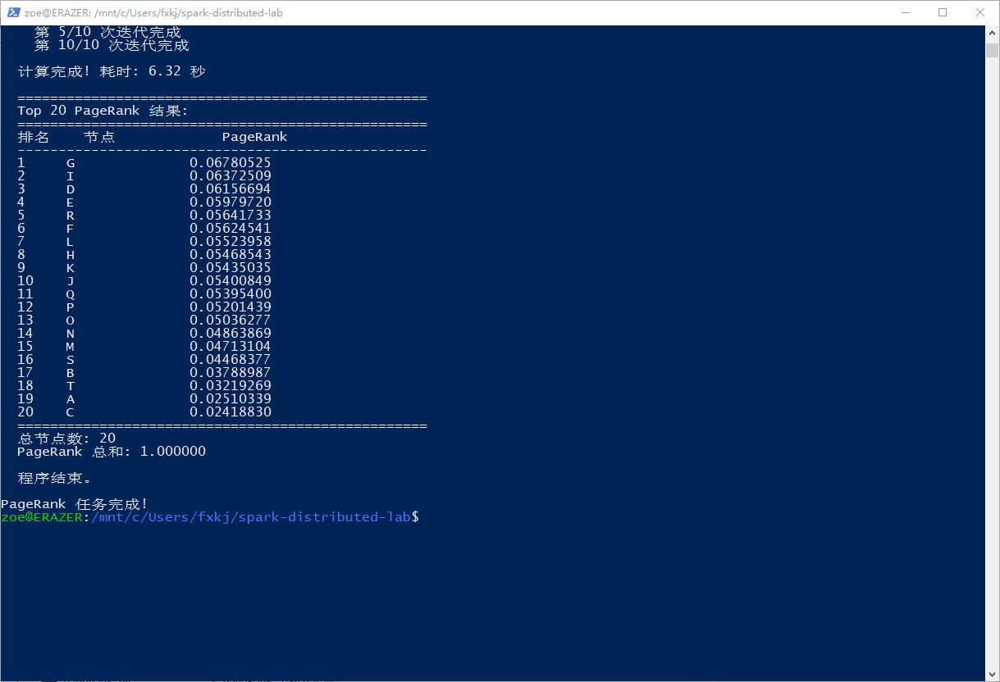 zoe@ERAZER: /mnt/c/Users/fxkj/spark-distributed-lab
第 5/10 次迭代完成
第 10/10 次迭代完成
计算完成! 耗时: 6.32 秒
==================================================
Top 20 PageRank 结果:
==================================================
排名 节点 PageRank
--------------------------------------------------
1 G 0.06780525
2 I 0.06372509
3 D 0.06156694
4 E 0.05979720
5 R 0.05641733
6 F 0.05624541
7 L 0.05523958
8 H 0.05468543
9 K 0.05435035
10 J 0.05400849
11 Q 0.05395400
12 P 0.05201439
13 O 0.05036277
14 N 0.04863869
15 M 0.04713104
16 S 0.04468377
17 B 0.03788987
18 T 0.03219269
19 A 0.02510339
20 C 0.02418830
==================================================
总节点数: 20
PageRank 总和: 1.000000
程序结束。
PageRank 任务完成!
zoe@ERAZER:/mnt/c/Users/fxkj/spark-distributed-lab$